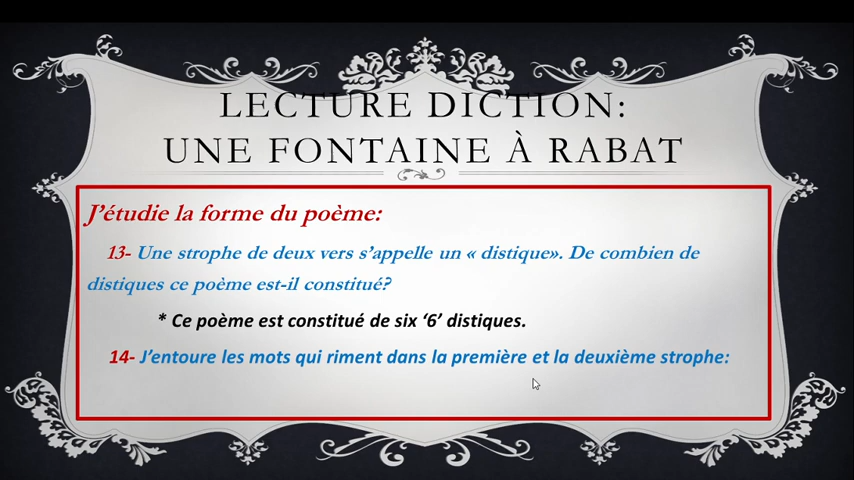 LECTURE DICTION:
UNE FONTAINE À RABAT
J’étudie la forme du poème:
13- Une strophe de deux vers s’appelle un « distique». De combien de
distiques ce poème est-il constitué?
* Ce poème est constitué de six ‘6’ distiques.
14- J’entoure les mots qui riment dans la première et la deuxième strophe: